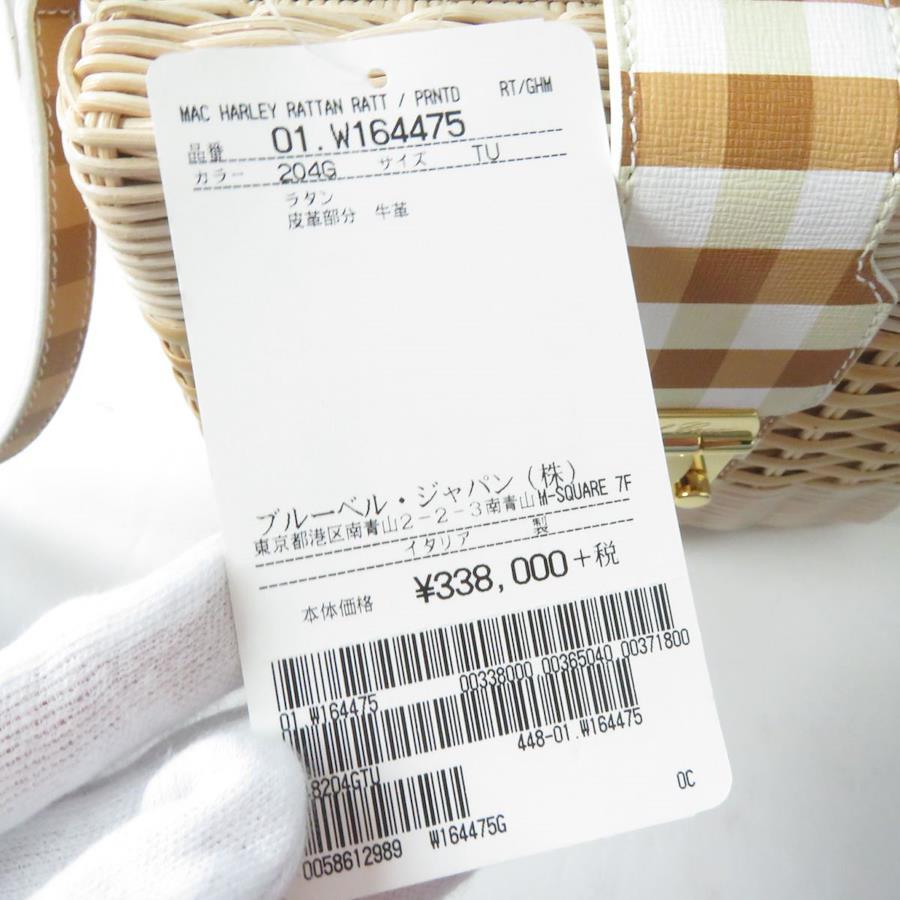 MAC HARLEY RATTAN RATT / PRNTD RT/GHM
品番 01.W164475
カラー 204G サイズ TU
ラタン
皮革部分 牛革
ブルーベル・ジャパン(株)
東京都港区南青山2-2-3南青山M-SQUARE 7F
イタリア 製
本体価格 ¥338,000+税
01.W164475 00338000 00365040 00371800
448-01.W164475
8204GTU
0C
W164475G
0058612989